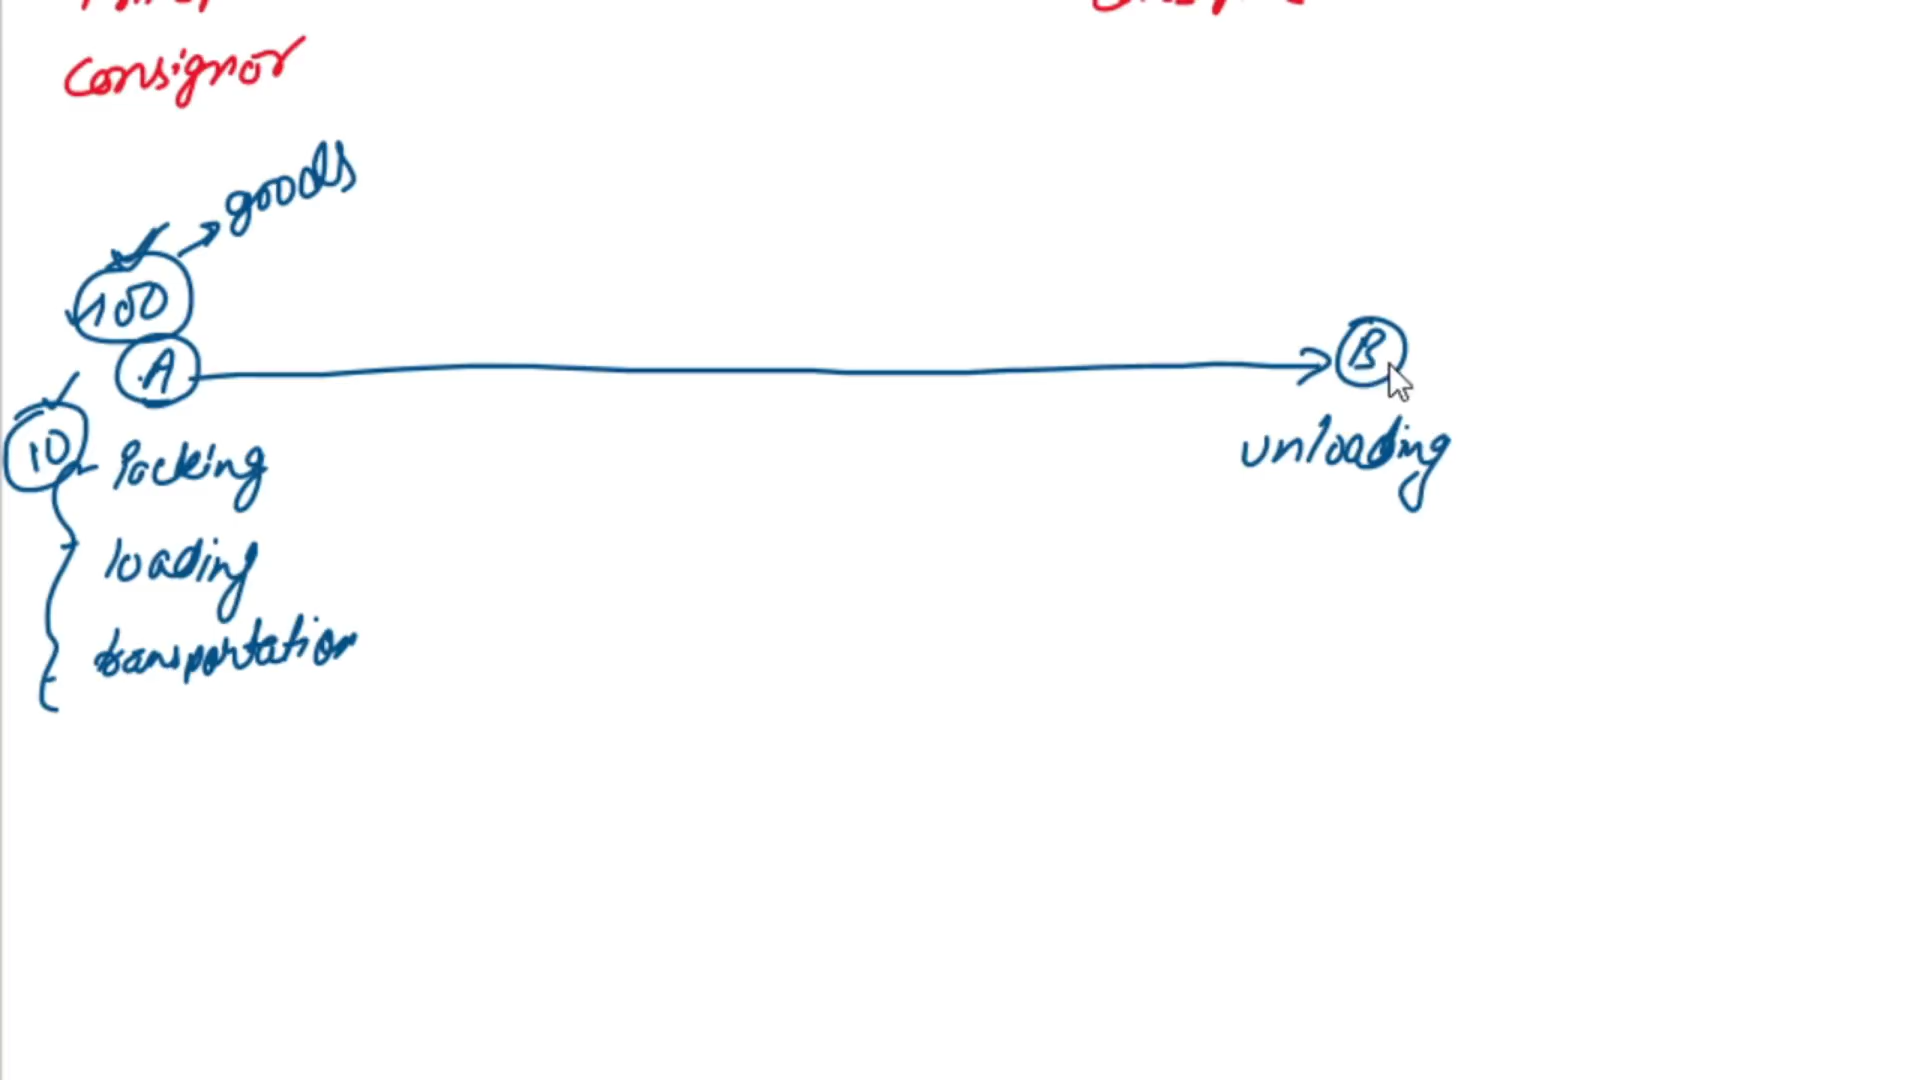 Consignor
goods
100
A
B
10
Packing
unloading
loading
transportation